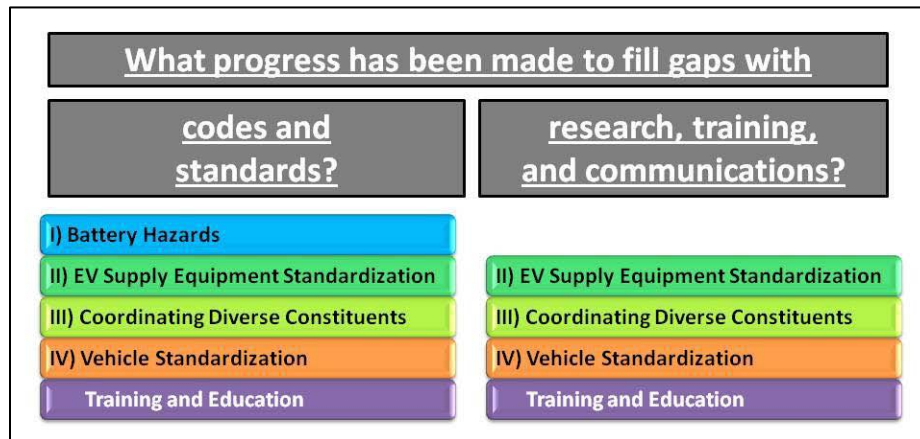 What progress has been made to fill gaps with
codes and
standards?
research, training,
and communications?
I) Battery Hazards
II) EV Supply Equipment Standardization
III) Coordinating Diverse Constituents
IV) Vehicle Standardization
Training and Education
II) EV Supply Equipment Standardization
III) Coordinating Diverse Constituents
IV) Vehicle Standardization
Training and Education